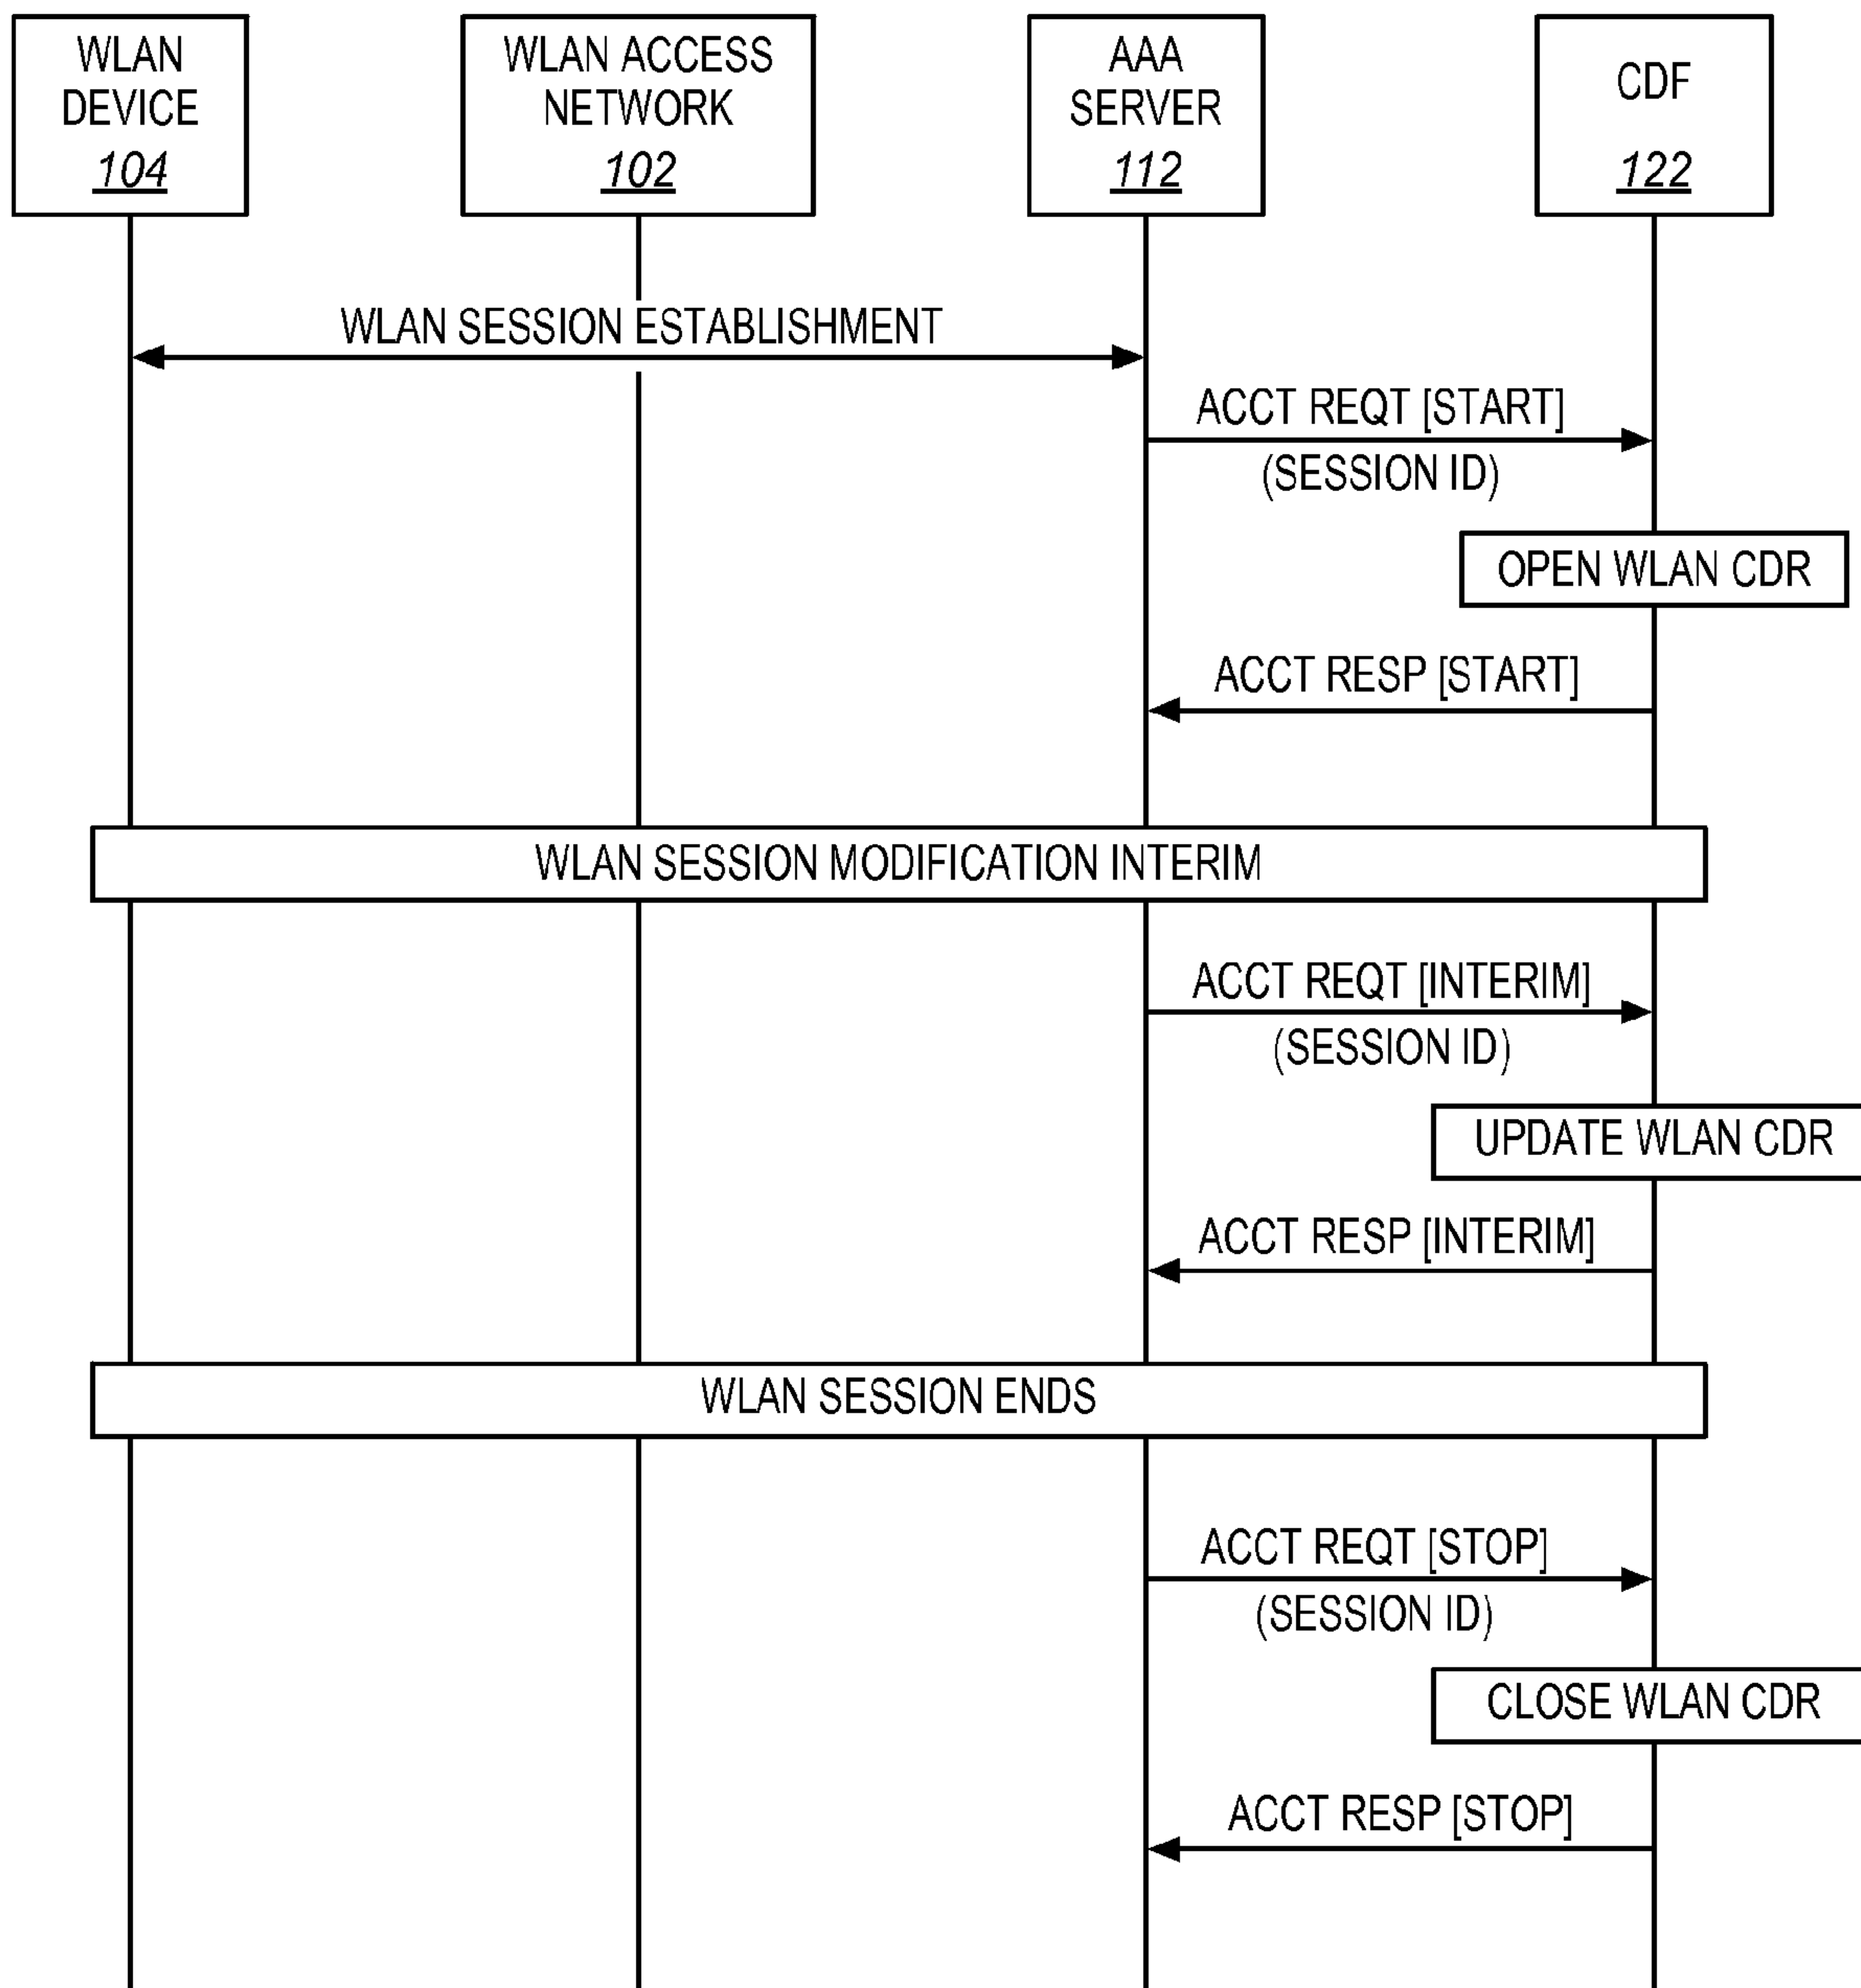 WLAN
DEVICE
104
WLAN ACCESS
NETWORK
102
AAA
SERVER
112
CDF
122
WLAN SESSION ESTABLISHMENT
ACCT REQT [START]
(SESSION ID)
OPEN WLAN CDR
ACCT RESP [START]
WLAN SESSION MODIFICATION INTERIM
ACCT REQT [INTERIM]
(SESSION ID)
UPDATE WLAN CDR
ACCT RESP [INTERIM]
WLAN SESSION ENDS
ACCT REQT [STOP]
(SESSION ID)
CLOSE WLAN CDR
ACCT RESP [STOP]